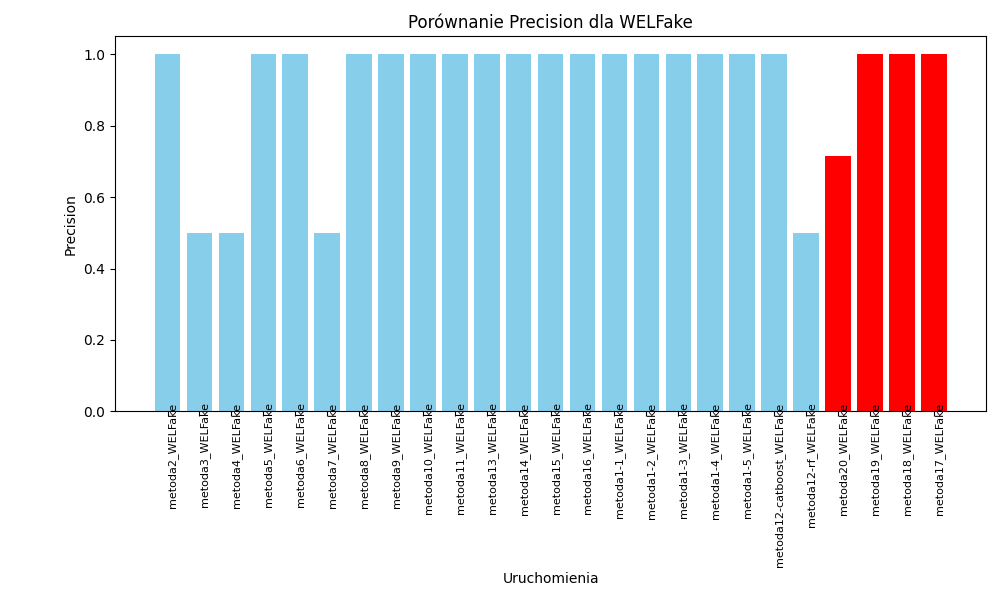 Porównanie Precision dla WELFake
Precision
1.0
0.8
0.6
0.4
0.2
0.0
metoda2_WELFake
metoda3_WELFake
metoda4_WELFake
metoda5_WELFake
metoda6_WELFake
metoda7_WELFake
metoda8_WELFake
metoda9_WELFake
metoda10_WELFake
metoda11_WELFake
metoda13_WELFake
metoda14_WELFake
metoda15_WELFake
metoda16_WELFake
metoda1-1_WELFake
metoda1-2_WELFake
metoda1-3_WELFake
metoda1-4_WELFake
metoda1-5_WELFake
metoda12-catboost_WELFake
metoda12-rf_WELFake
metoda20_WELFake
metoda19_WELFake
metoda18_WELFake
metoda17_WELFake
Uruchomienia